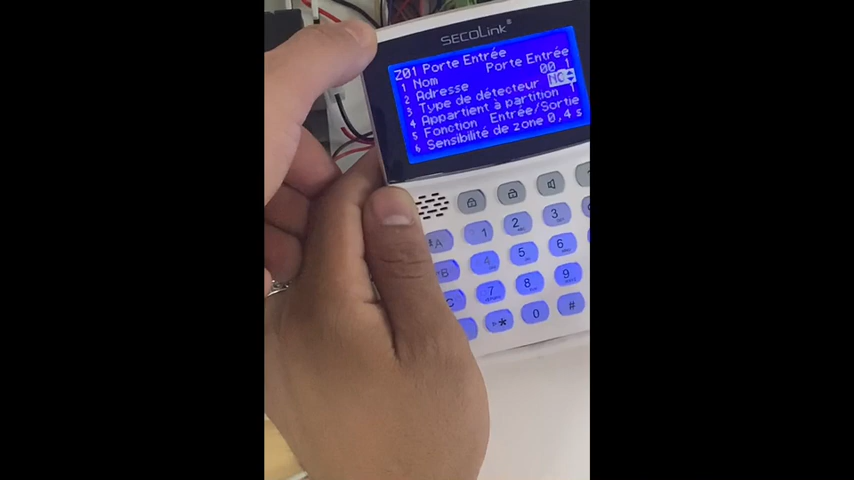 SECOLINK®
Z01 Porte Entrée
1 Nom Porte Entrée
2 Adresse 00 1
3 Type de détecteur NC
4 Appartient à partition 1
5 Fonction Entrée/Sortie
6 Sensibilité de zone 0,4 s
A 1 2 3
B 4 5 6
C 7 8 9
* 0 #